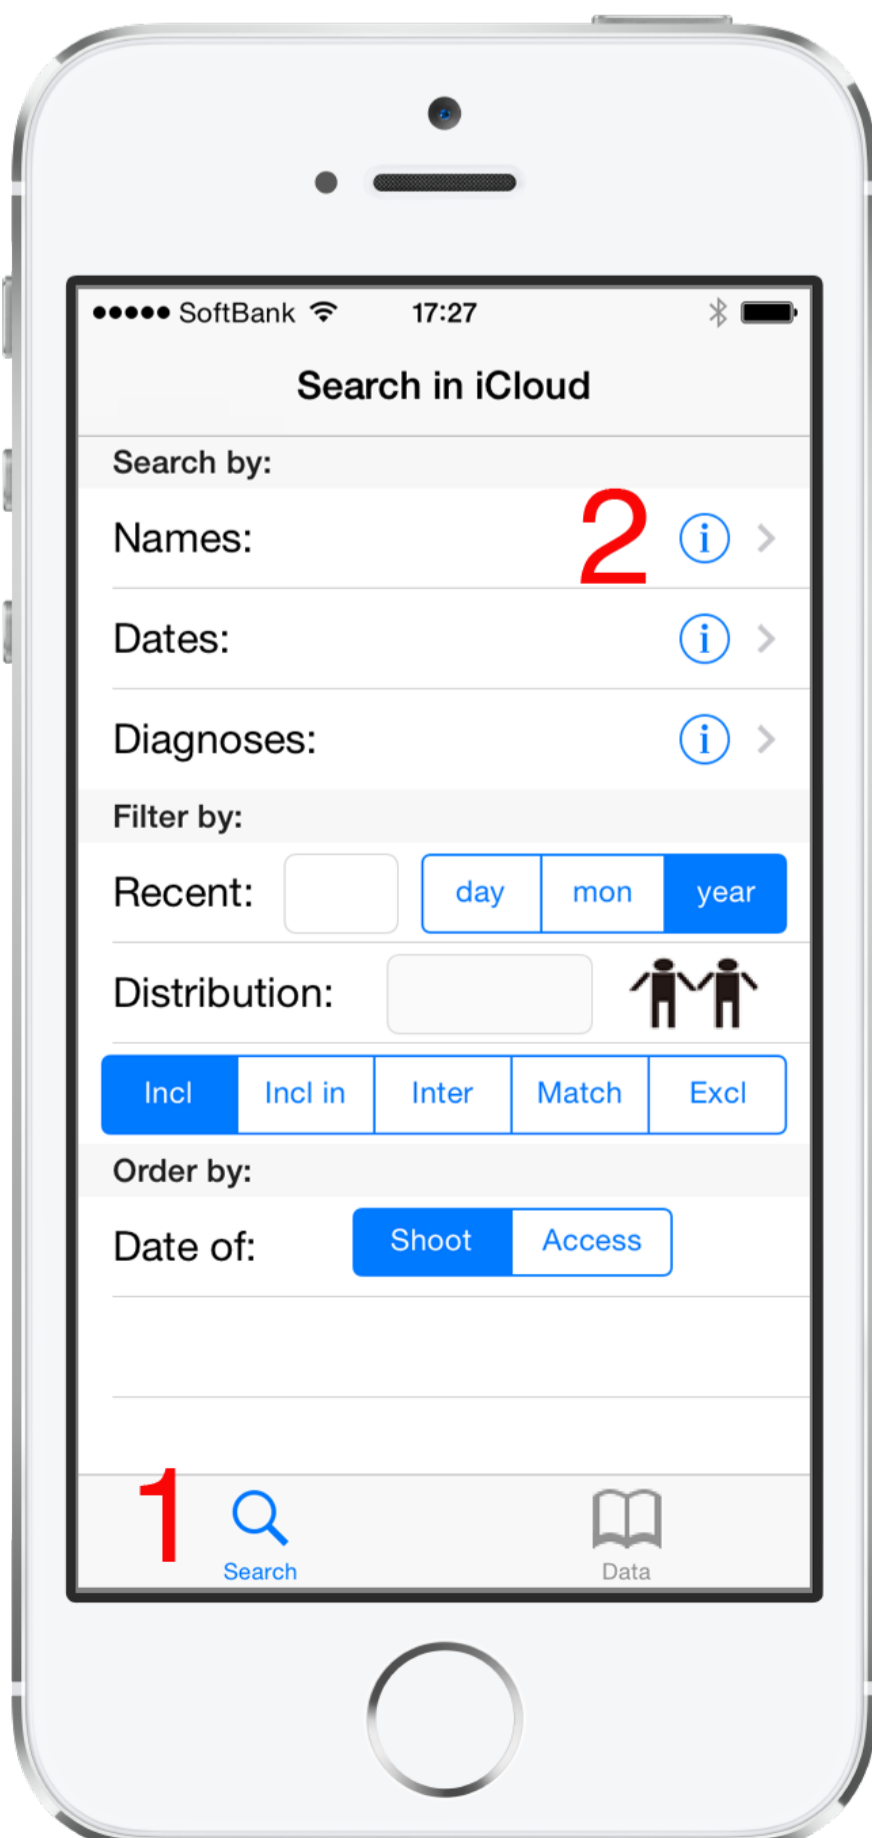 SoftBank 17:27
Search in iCloud
Search by:
Names: 2 i
Dates: i
Diagnoses: i
Filter by:
Recent: day mon year
Distribution:
Incl Incl in Inter Match Excl
Order by:
Date of: Shoot Access
1
Search Data